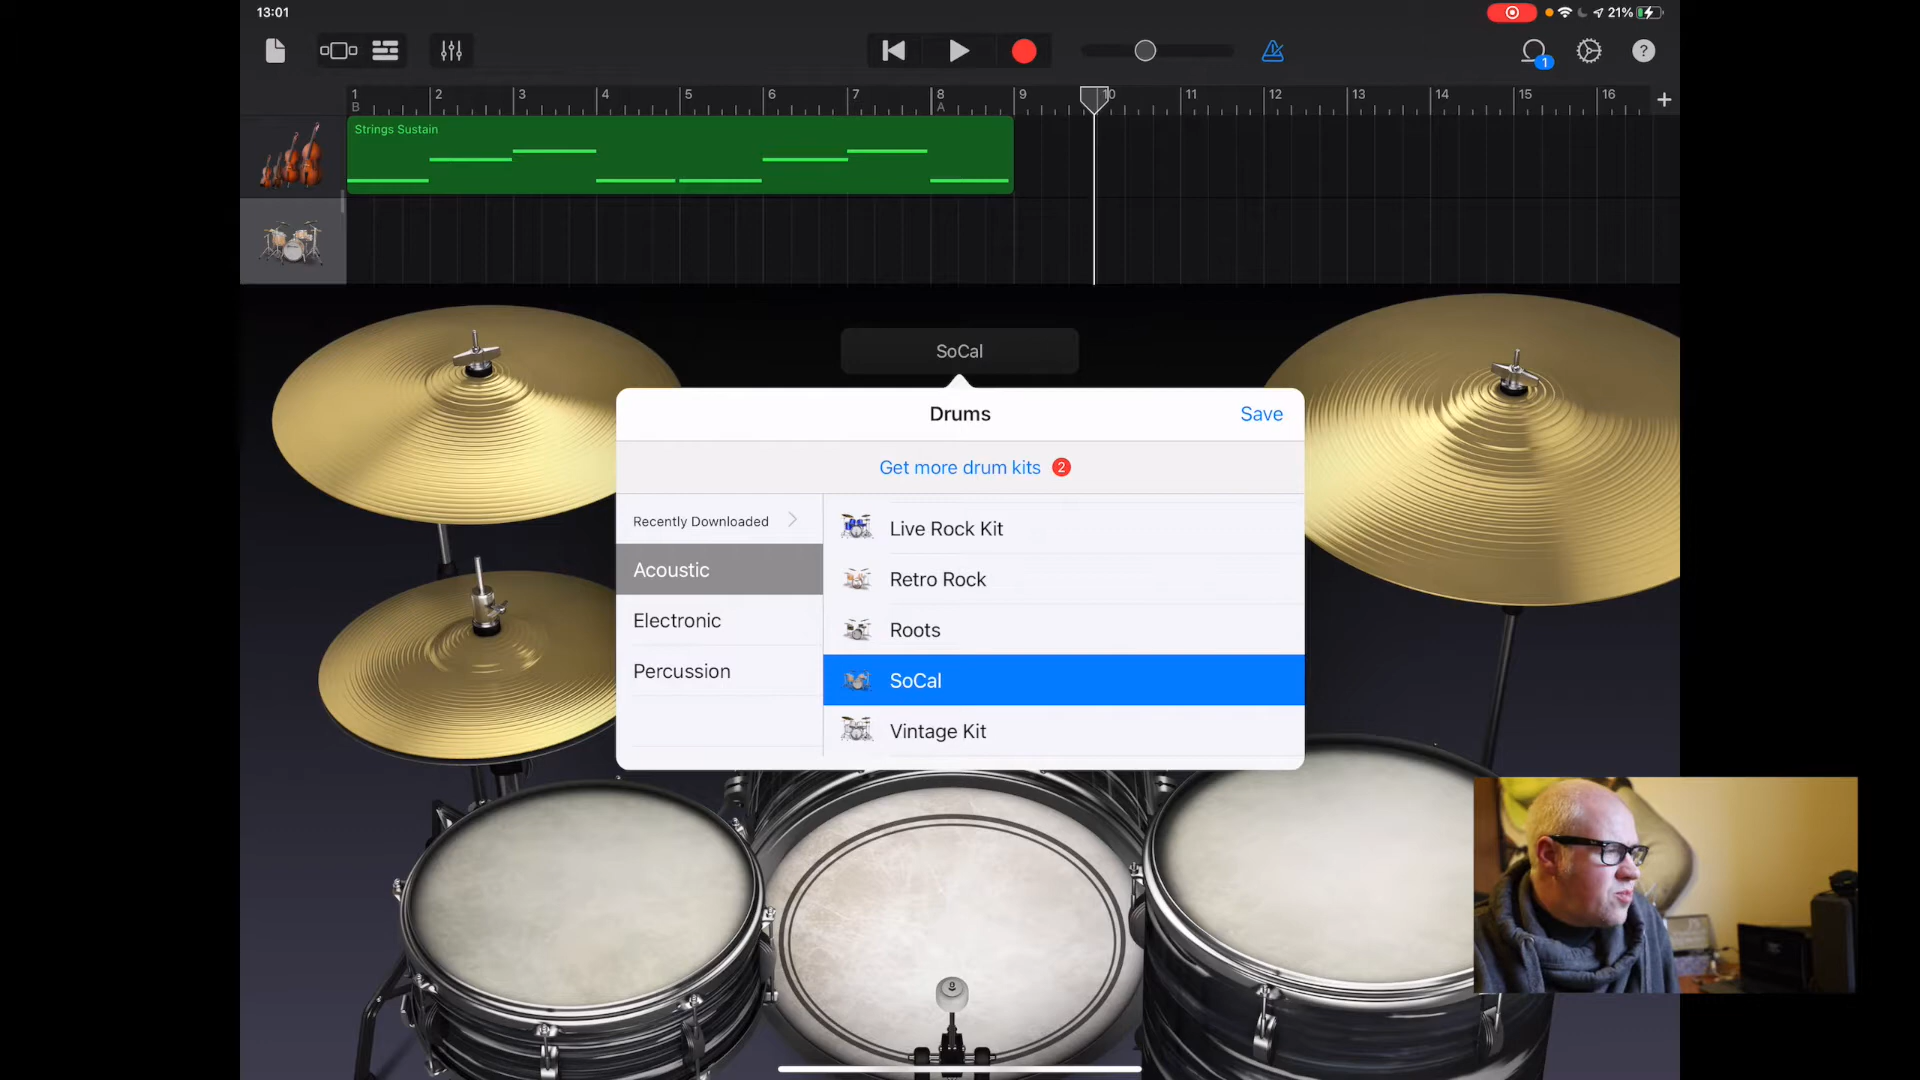 13:01
21%
1
?
1 2 3 4 5 6 7 8 9 10 11 12 13 14 15 16 +
B A
Strings Sustain
SoCal
Drums
Save
Get more drum kits 2
Recently Downloaded
Acoustic
Electronic
Percussion
Live Rock Kit
Retro Rock
Roots
SoCal
Vintage Kit